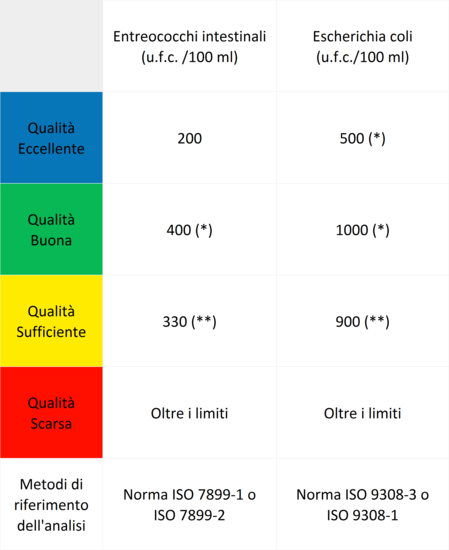 Entreococchi intestinali
(u.f.c. /100 ml)
Escherichia coli
(u.f.c./100 ml)
Qualità
Eccellente
200
500 (*)
Qualità
Buona
400 (*)
1000 (*)
Qualità
Sufficiente
330 (**)
900 (**)
Qualità
Scarsa
Oltre i limiti
Oltre i limiti
Metodi di
riferimento
dell'analisi
Norma ISO 7899-1 o
ISO 7899-2
Norma ISO 9308-3 o
ISO 9308-1